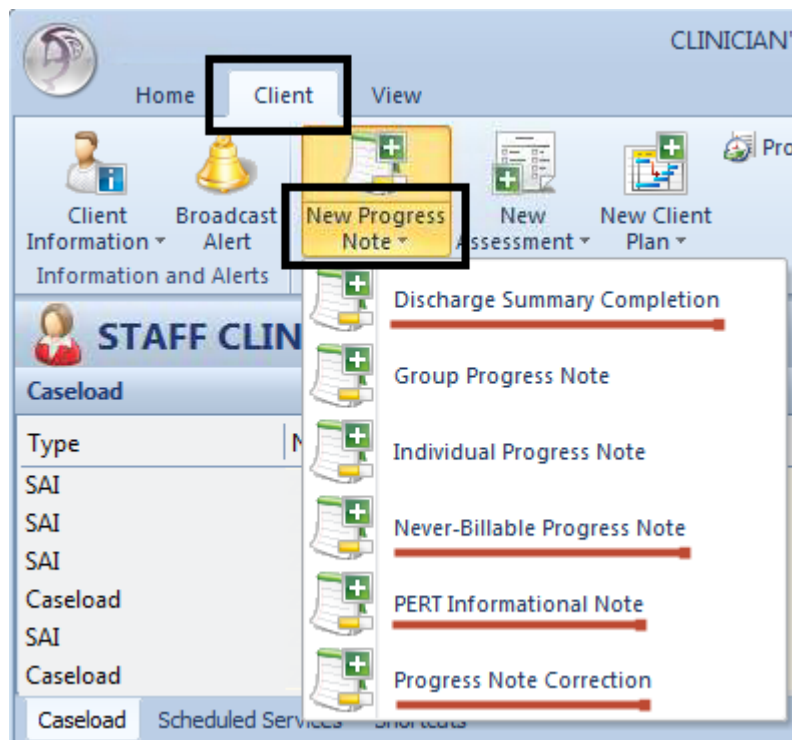 CLINICIAN'
Home Client View
Client Information
Broadcast Alert
New Progress Note
New Assessment
New Client Plan
Pro
Information and Alerts
STAFF CLIN
Discharge Summary Completion
Group Progress Note
Individual Progress Note
Never-Billable Progress Note
PERT Informational Note
Progress Note Correction
Caseload
Type N
SAI
SAI
SAI
Caseload
SAI
Caseload
Caseload Scheduled Services Shortcuts